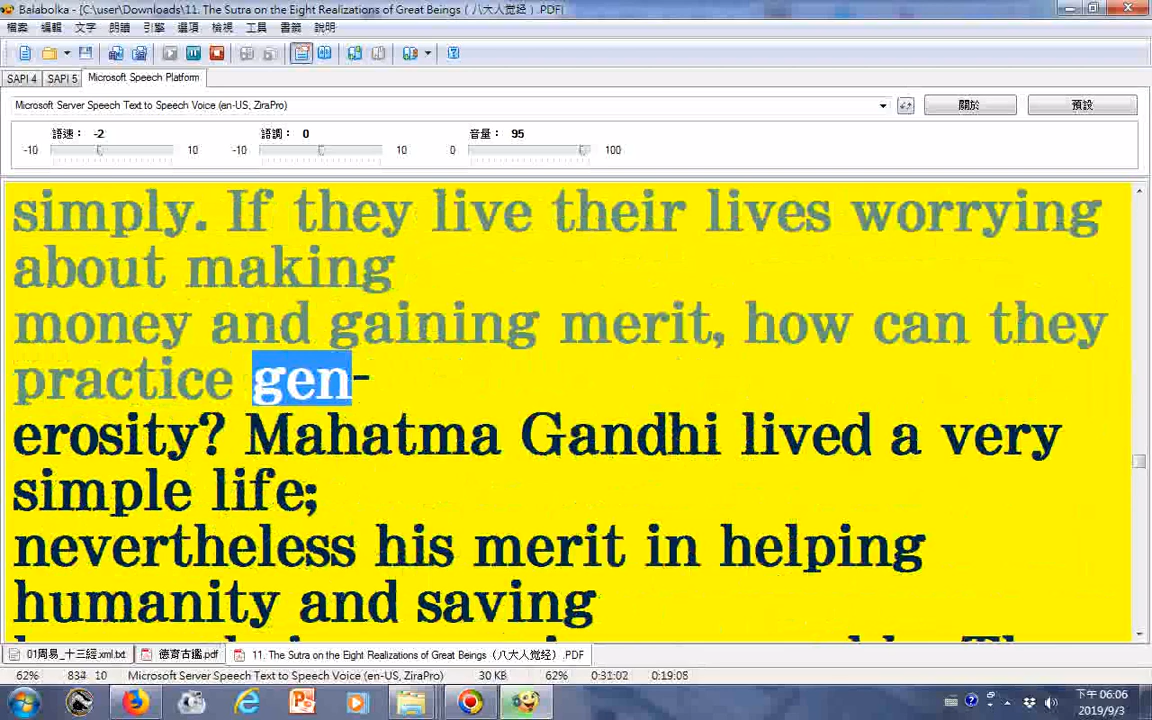 Balabolka - [C:\user\Downloads\11. The Sutra on the Eight Realizations of Great Beings（八大人觉经）.PDF]
檔案 編輯 文字 朗讀 引擎 選項 檢視 工具 書籤 說明
SAPI 4 SAPI 5 Microsoft Speech Platform
Microsoft Server Speech Text to Speech Voice (en-US, ZiraPro) 關於 預設
語速： -2 語調： 0 音量： 95
-10 10 -10 10 0 100
simply. If they live their lives worrying
about making
money and gaining merit, how can they
practice gen-
erosity? Mahatma Gandhi lived a very
simple life;
nevertheless his merit in helping
humanity and saving
01周易_十三經.xml.txt 德育古鑑.pdf 11. The Sutra on the Eight Realizations of Great Beings（八大人觉经）.PDF
62% 834 10 Microsoft Server Speech Text to Speech Voice (en-US, ZiraPro) 30 KB 62% 0:31:02 0:19:08
下午 06:06
2019/9/3